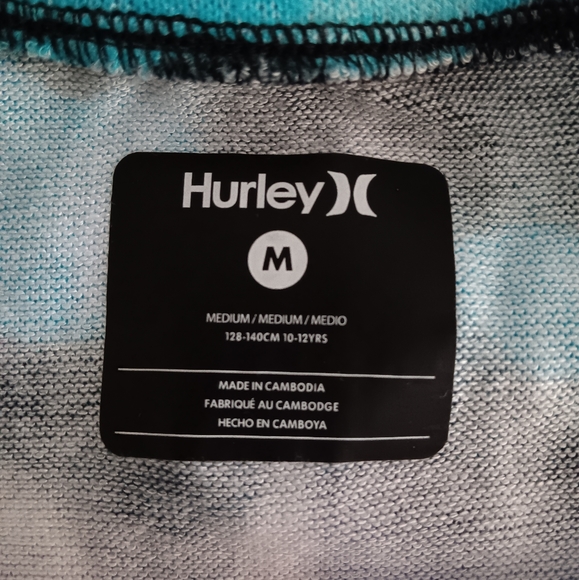 Hurley
M
MEDIUM / MEDIUM / MEDIO
128-140CM 10-12YRS
MADE IN CAMBODIA
FABRIQUÉ AU CAMBODGE
HECHO EN CAMBOYA